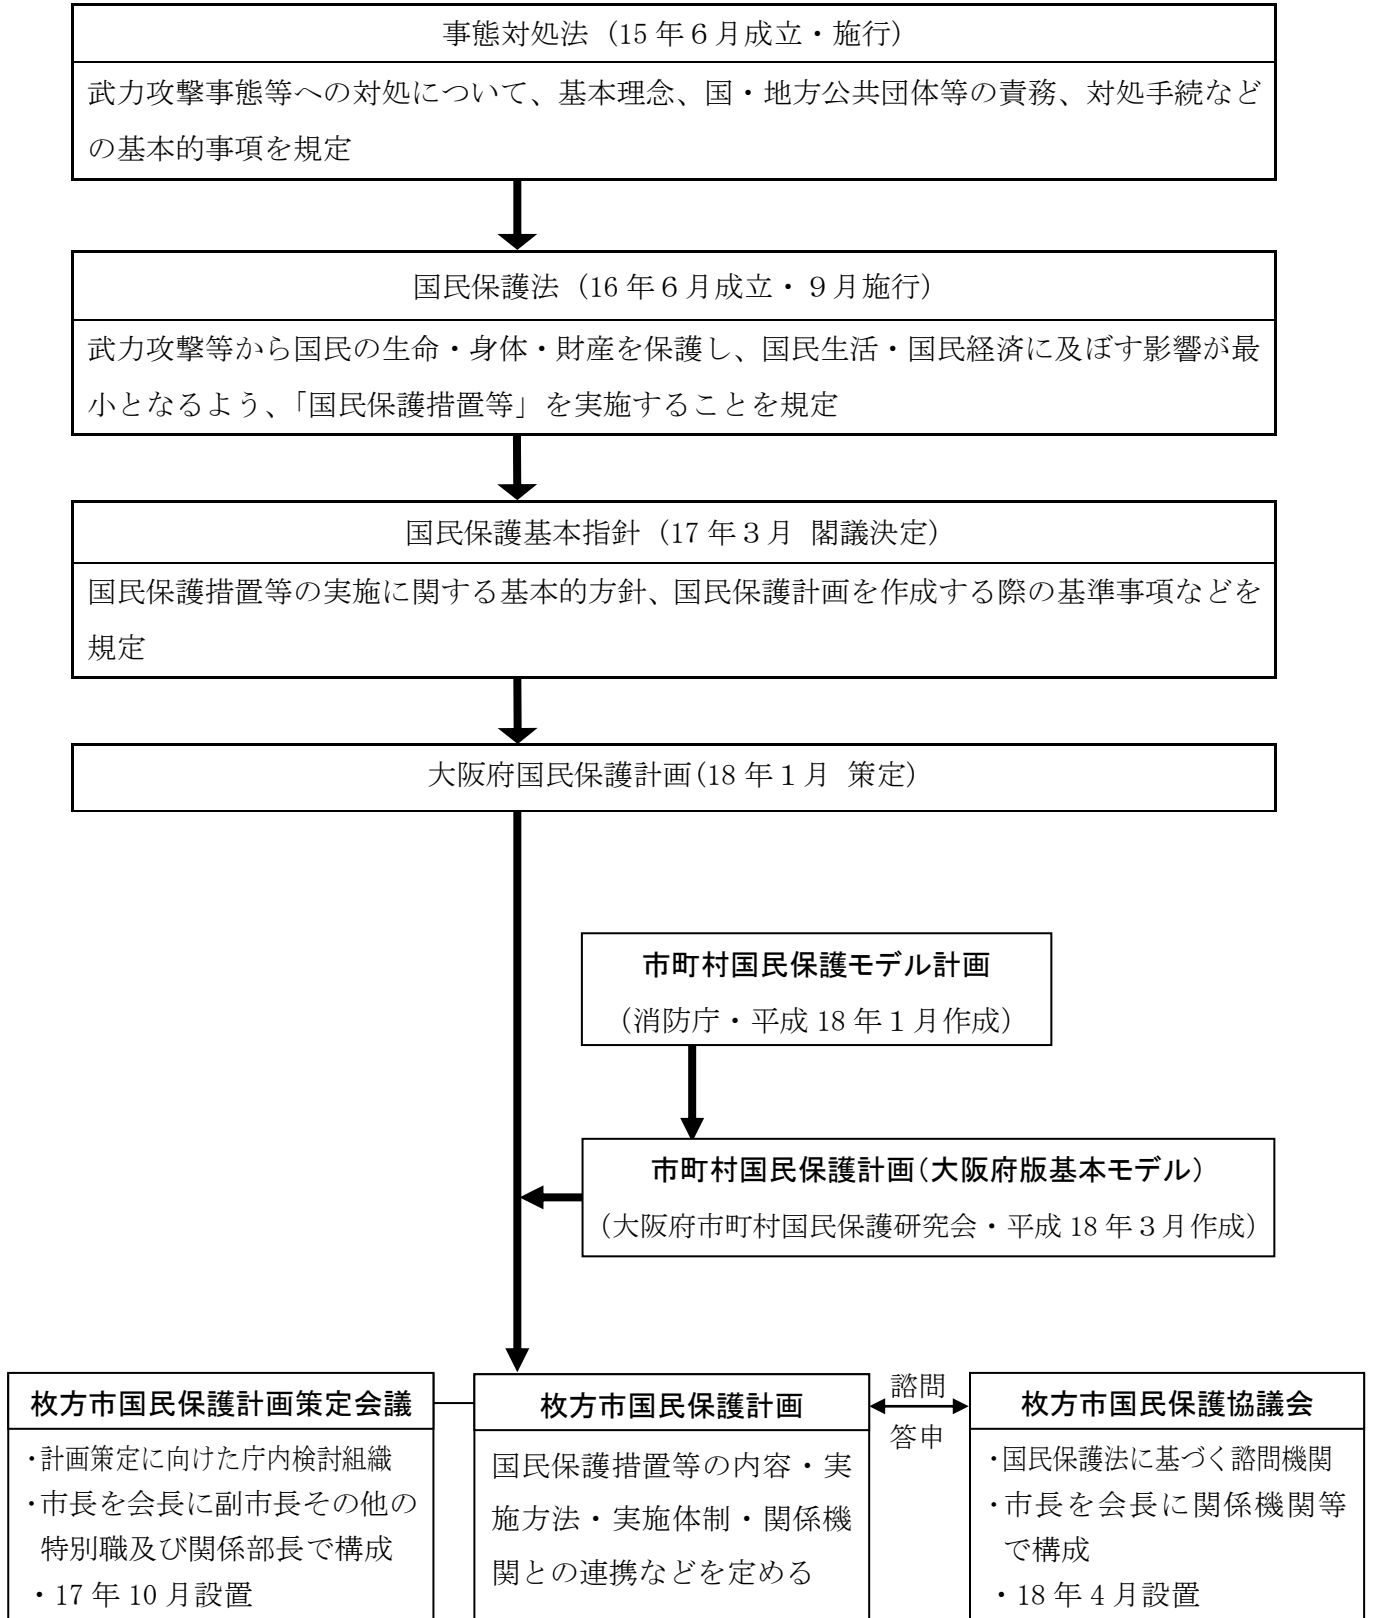 事態対処法（15年６月成立・施行）
武力攻撃事態等への対処について、基本理念、国・地方公共団体等の責務、対処手続など
の基本的事項を規定
国民保護法（16年６月成立・９月施行）
武力攻撃等から国民の生命・身体・財産を保護し、国民生活・国民経済に及ぼす影響が最
小となるよう、「国民保護措置等」を実施することを規定
国民保護基本指針（17年３月 閣議決定）
国民保護措置等の実施に関する基本的方針、国民保護計画を作成する際の基準事項などを
規定
大阪府国民保護計画(18年１月 策定）
市町村国民保護モデル計画
（消防庁・平成18年１月作成）
市町村国民保護計画（大阪府版基本モデル）
（大阪府市町村国民保護研究会・平成18年３月作成）
枚方市国民保護計画策定会議
・計画策定に向けた庁内検討組織
・市長を会長に副市長その他の
特別職及び関係部長で構成
・17年10月設置
枚方市国民保護計画
国民保護措置等の内容・実
施方法・実施体制・関係機
関との連携などを定める
諮問
答申
枚方市国民保護協議会
・国民保護法に基づく諮問機関
・市長を会長に関係機関等
で構成
・18年4月設置